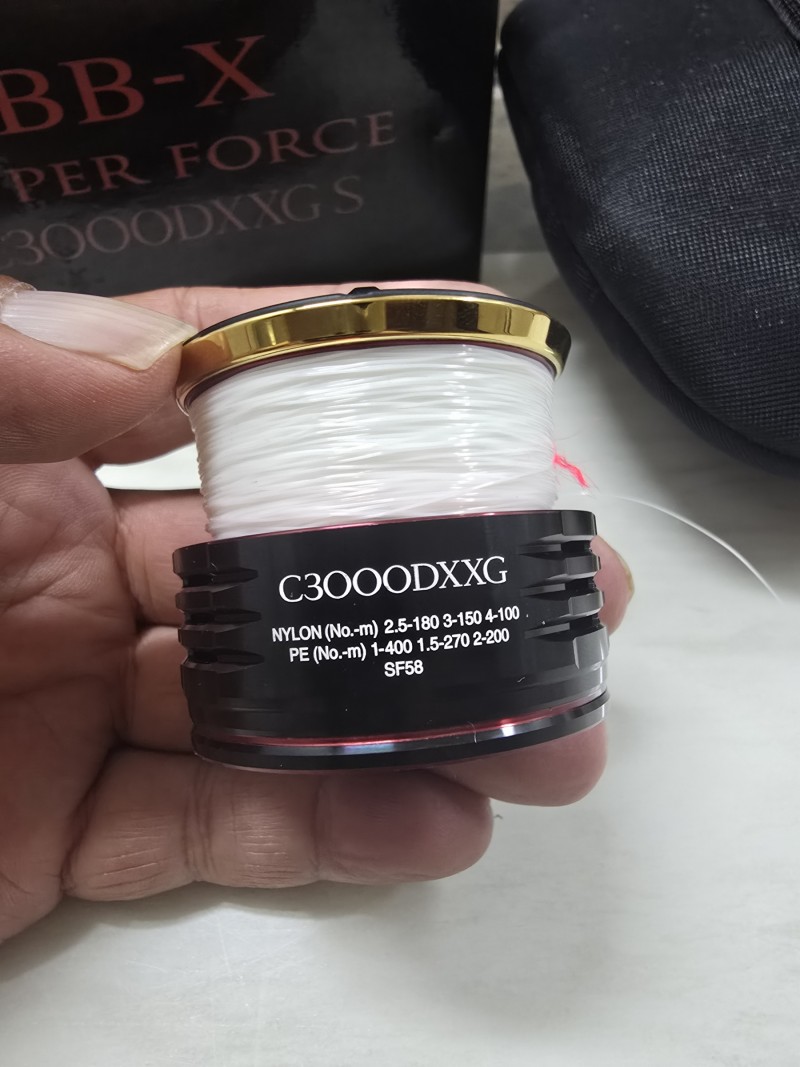 BB-X
PER FORCE
C3000DXXG S
C3000DXXG
NYLON (No.-m) 2.5-180 3-150 4-100
PE (No.-m) 1-400 1.5-270 2-200
SF58